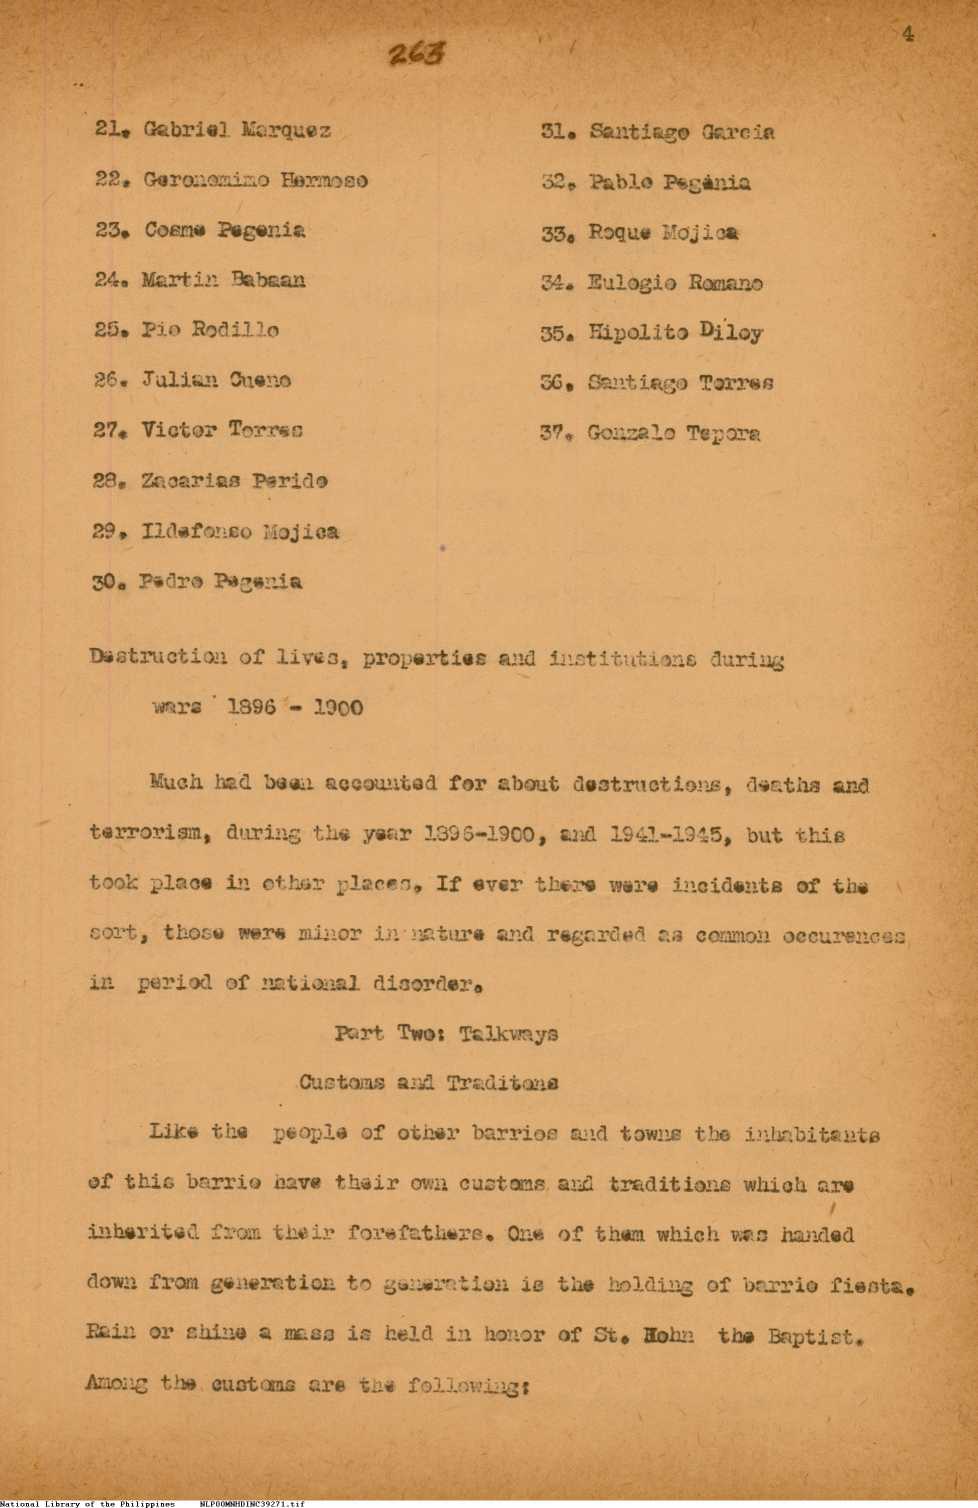 4
263
21. Gabriel Marquez
22. Geronomimo Hermoso
23. Cosme Pegenia
24. Martin Babaan
25. Pio Rodillo
26. Julian Cueno
27. Victor Torres
28. Zacarias Perido
29. Ildefonso Mojica
30. Pedro Pegenia
31. Santiago Garcia
32. Pablo Pegania
33. Roque Mojica
34. Eulogio Romano
35. Hipolito Diloy
36. Santiago Torres
37. Gonzalo Tepora
Destruction of lives, properties and institutions during
wars 1896 - 1900
Much had been accounted for about destructions, deaths and
terrorism, during the year 1896-1900, and 1941-1945, but this
took place in other places. If ever there were incidents of the
sort, those were minor in nature and regarded as common occurences
in period of national disorder.
Part Two: Talkways
Customs and Traditons
Like the people of other barrios and towns the inhabitants
of this barrio have their own customs and traditions which are
inherited from their forefathers. One of them which was handed
down from generation to generation is the holding of barrio fiesta.
Rain or shine a mass is held in honor of St. Hohn the Baptist.
Among the customs are the following:
National Library of the Philippines NLPOOMNHDINC39271.tif